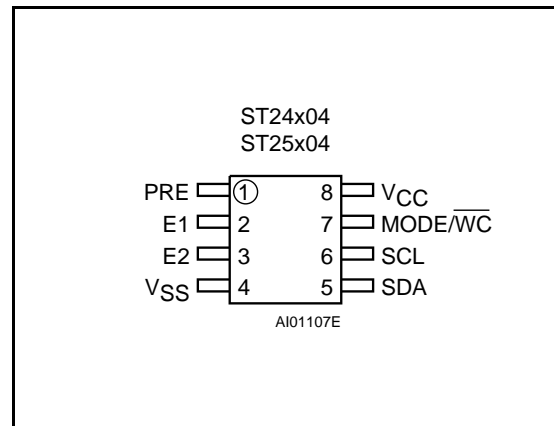 ST24x04
ST25x04
PRE 1 8 VCC
E1 2 7 MODE/W̅C̅
E2 3 6 SCL
VSS 4 5 SDA
AI01107E